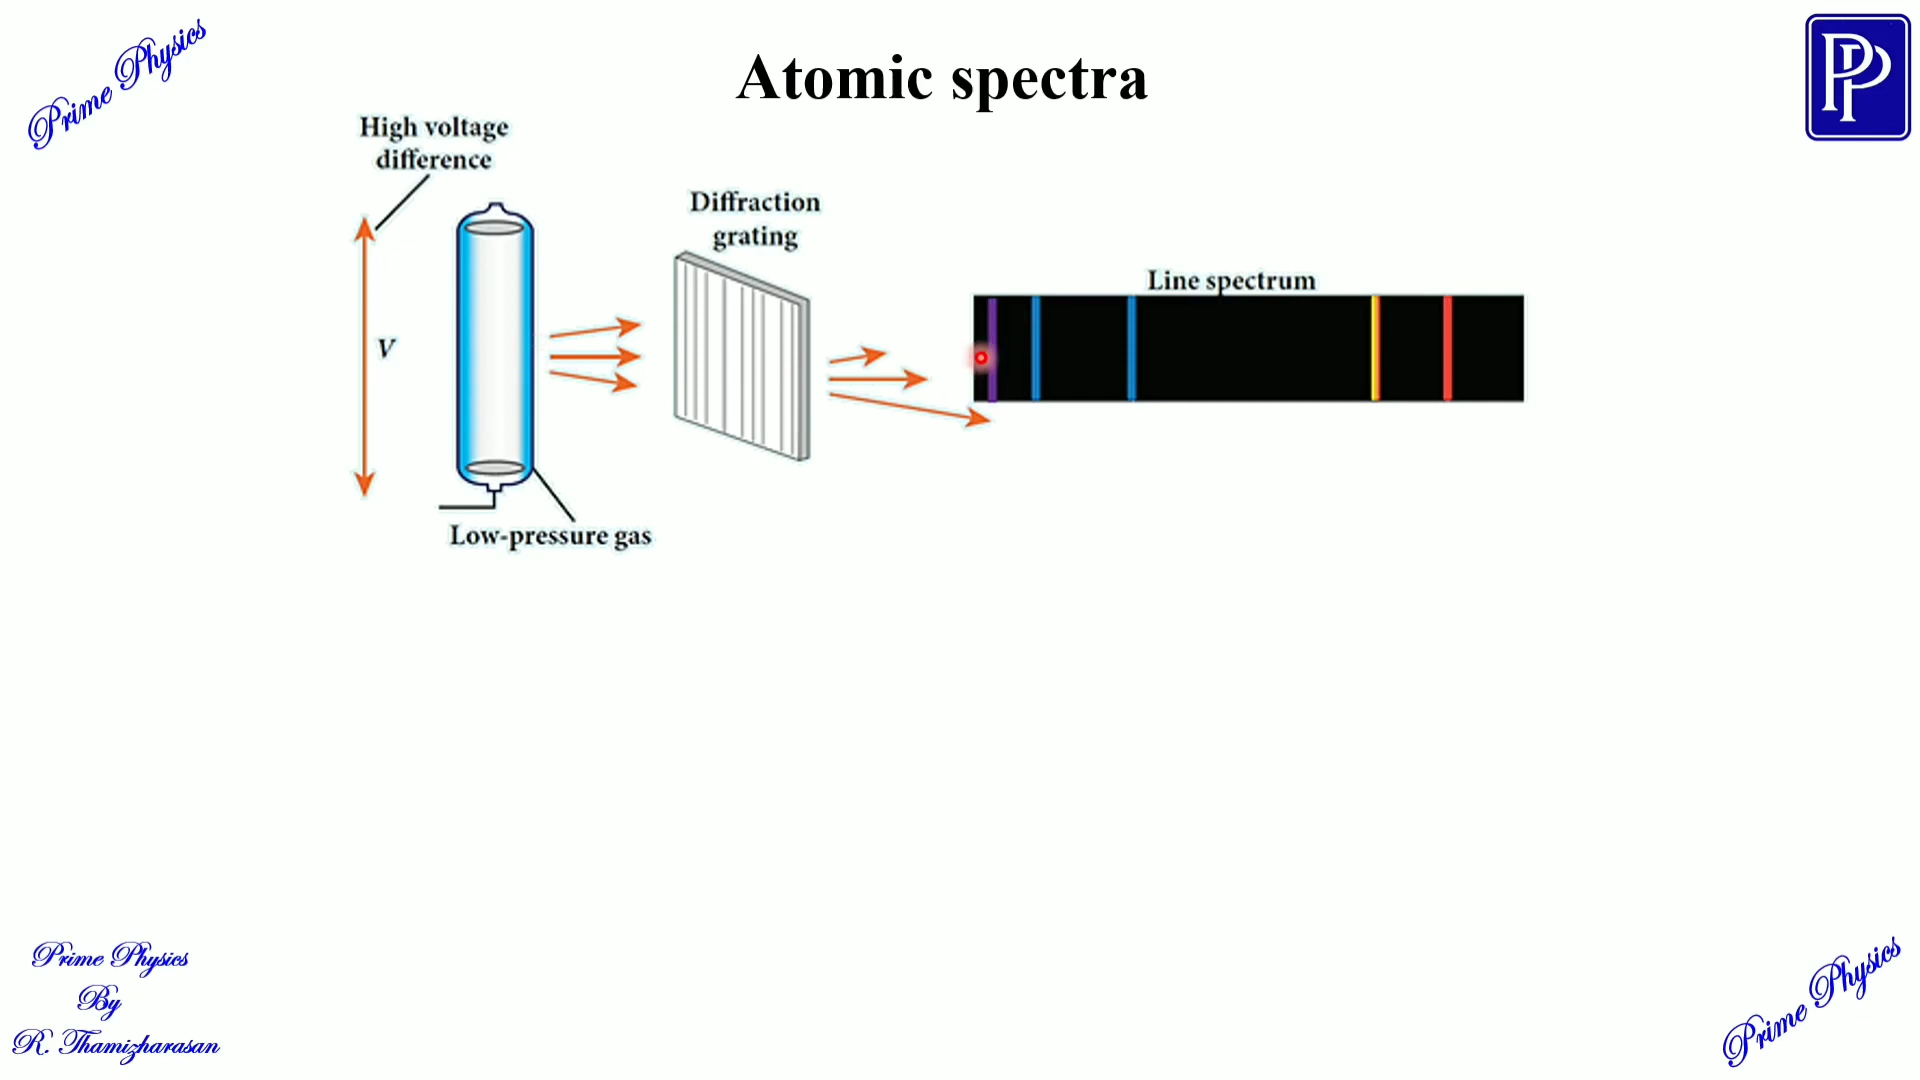 Prime Physics
PP
Atomic spectra
High voltage
difference
Diffraction
grating
Line spectrum
V
Low-pressure gas
Prime Physics
By
R. Thamizharasan
Prime Physics